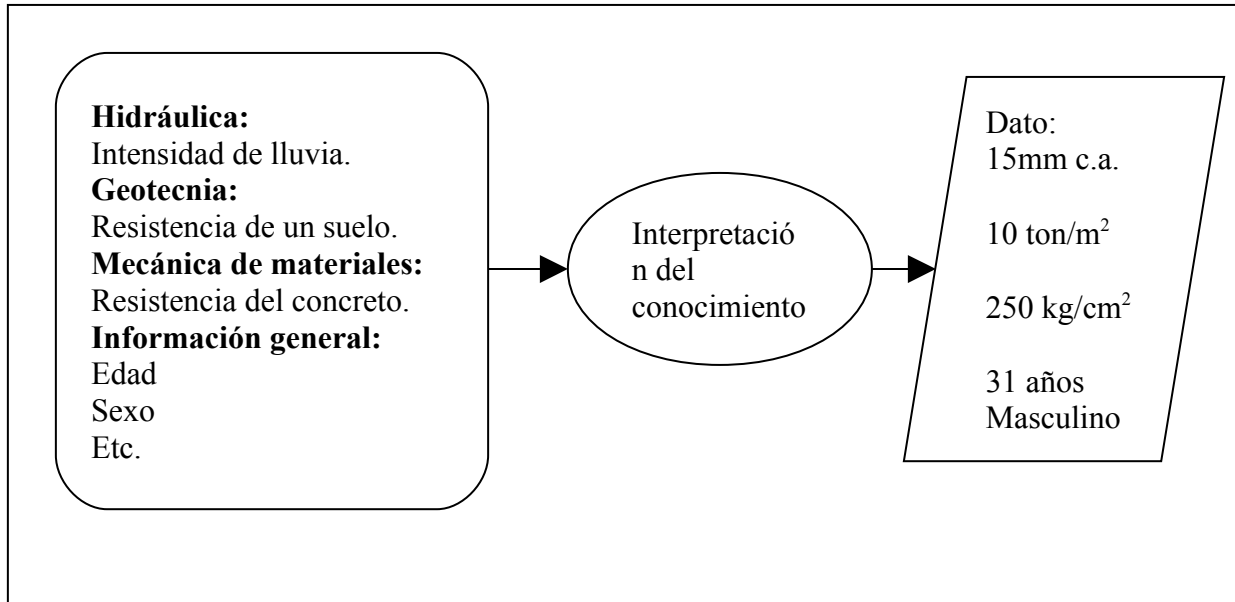 Hidráulica:
Intensidad de lluvia.
Geotecnia:
Resistencia de un suelo.
Mecánica de materiales:
Resistencia del concreto.
Información general:
Edad
Sexo
Etc.
Interpretació
n del
conocimiento
Dato:
15mm c.a.
10 ton/m²
250 kg/cm²
31 años
Masculino